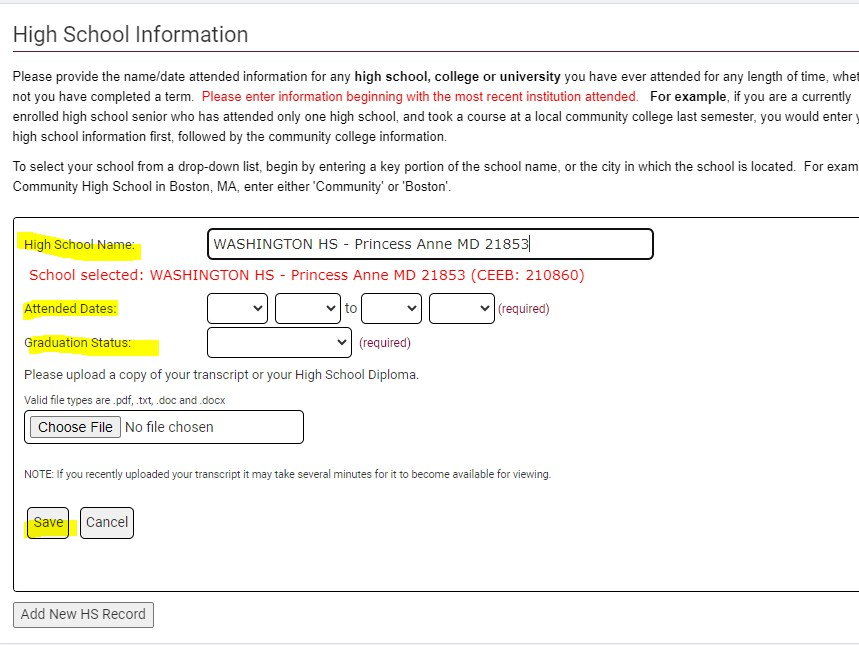 High School Information
Please provide the name/date attended information for any high school, college or university you have ever attended for any length of time,
not you have completed a term. Please enter information beginning with the most recent institution attended. For example, if you are a currently
enrolled high school senior who has attended only one high school, and took a course at a local community college last semester, you would enter
high school information first, followed by the community college information.
To select your school from a drop-down list, begin by entering a key portion of the school name, or the city in which the school is located. For
Community High School in Boston, MA, enter either 'Community' or 'Boston'.
High School Name: WASHINGTON HS - Princess Anne MD 21853
School selected: WASHINGTON HS - Princess Anne MD 21853 (CEEB: 210860)
Attended Dates: to (required)
Graduation Status: (required)
Please upload a copy of your transcript or your High School Diploma.
Valid file types are .pdf, .txt, .doc and .docx
Choose File No file chosen
NOTE: If you recently uploaded your transcript it may take several minutes for it to become available for viewing.
Save Cancel
Add New HS Record